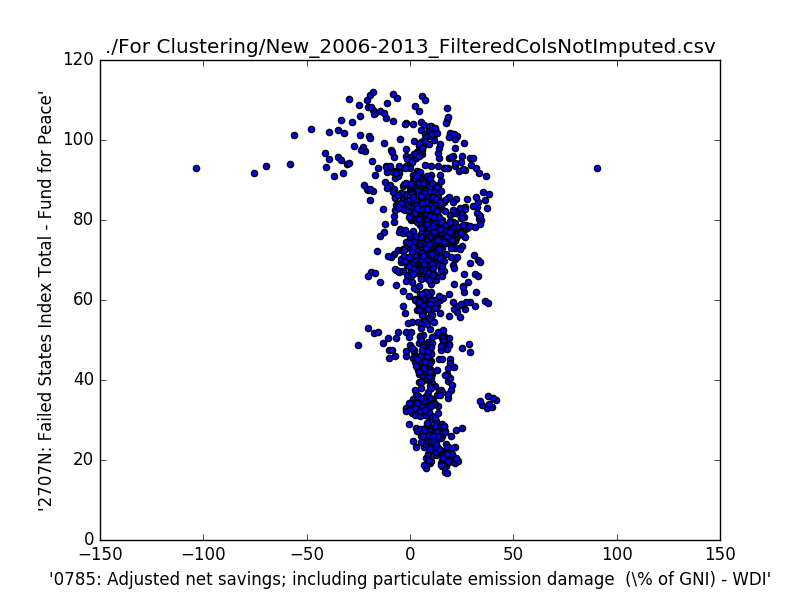 ./For Clustering/New_2006-2013_FilteredColsNotImputed.csv
120
100
80
60
40
20
0
'2707N: Failed States Index Total - Fund for Peace'
−150 −100 −50 0 50 100 150
'0785: Adjusted net savings; including particulate emission damage  (\% of GNI) - WDI'